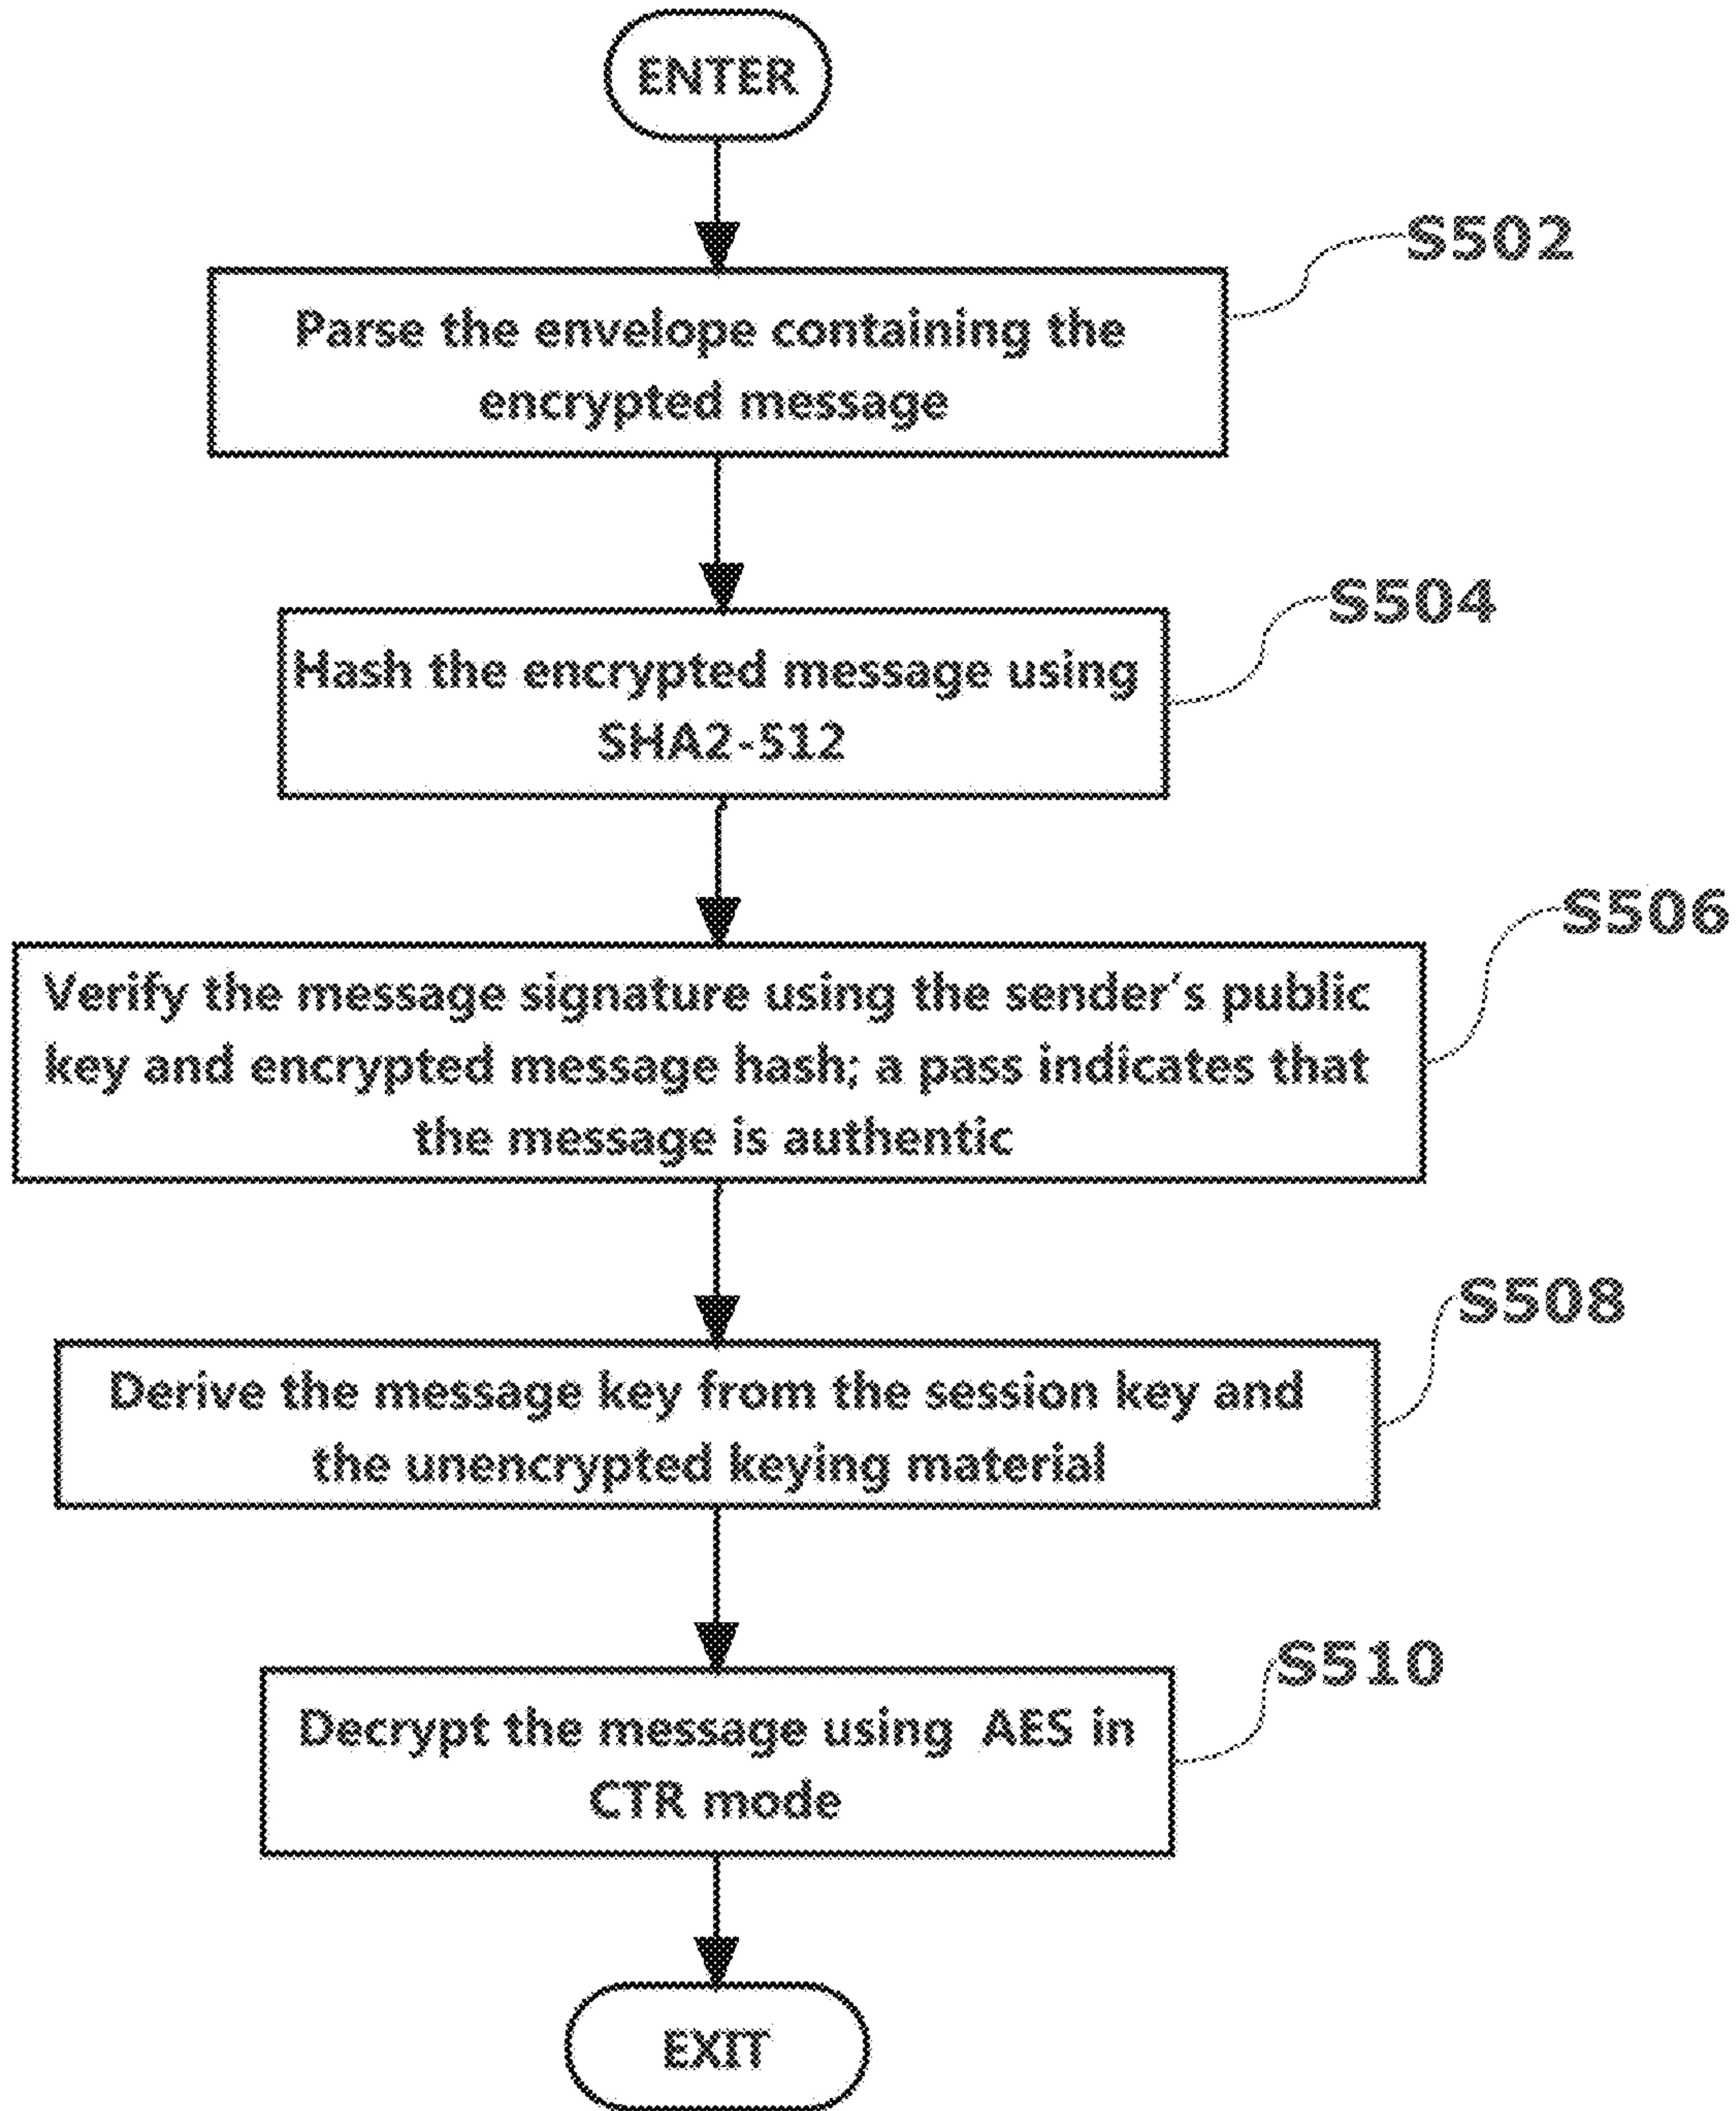 ENTER
S502
Parse the envelope containing the
encrypted message
S504
Hash the encrypted message using
SHA2-512
S506
Verify the message signature using the sender's public
key and encrypted message hash; a pass indicates that
the message is authentic
S508
Derive the message key from the session key and
the unencrypted keying material
S510
Decrypt the message using AES in
CTR mode
EXIT